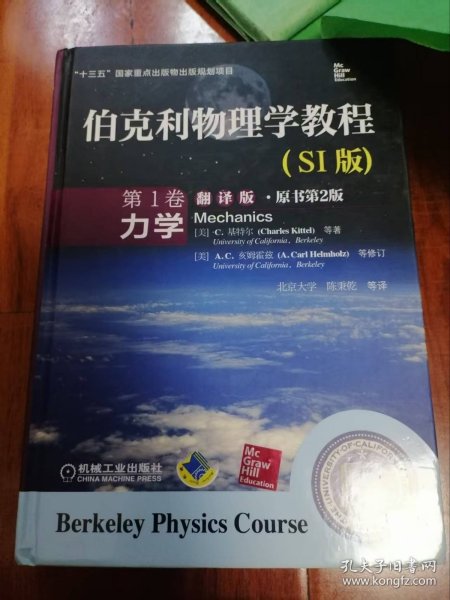 "十三五"国家重点出版物出版规划项目
Mc
Graw
Hill
Education
伯克利物理学教程
(SI版)
第1卷 翻译版·原书第2版
力学 Mechanics
[美]·C. 基特尔 (Charles Kittel) 等著
University of California, Berkeley
[美] A.C. 亥姆霍兹 (A. Carl Helmholz) 等修订
University of California, Berkeley
北京大学 陈秉乾 等译
机械工业出版社
CHINA MACHINE PRESS
Mc
Graw
Hill
Education
Berkeley Physics Course
孔夫子旧书网
www.kongfz.com